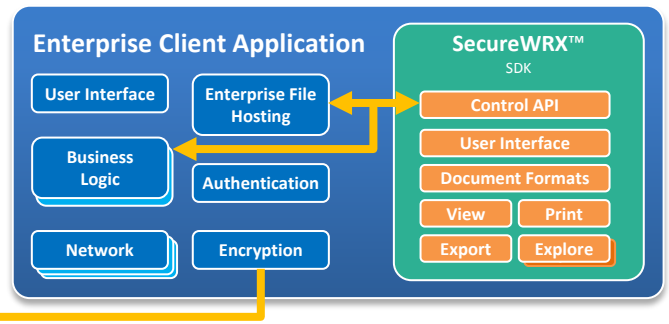 Enterprise Client Application
User Interface
Enterprise File
Hosting
Business
Logic
Authentication
Network
Encryption
SecureWRX™
SDK
Control API
User Interface
Document Formats
View
Print
Export
Explore